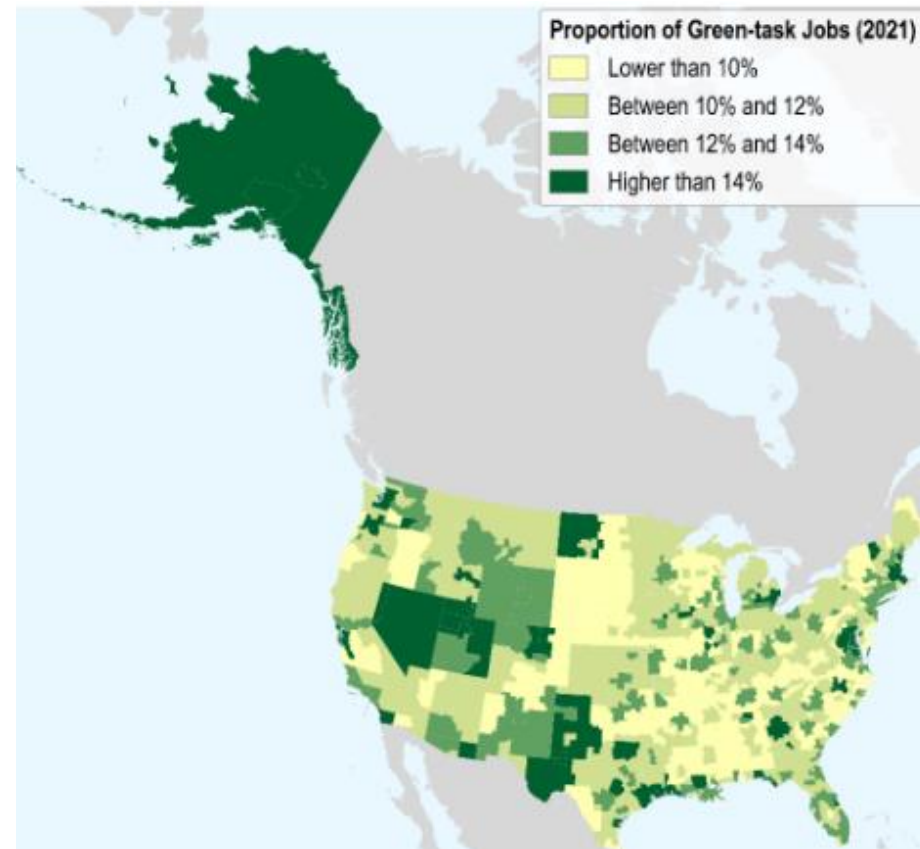 Proportion of Green-task Jobs (2021)
Lower than 10%
Between 10% and 12%
Between 12% and 14%
Higher than 14%